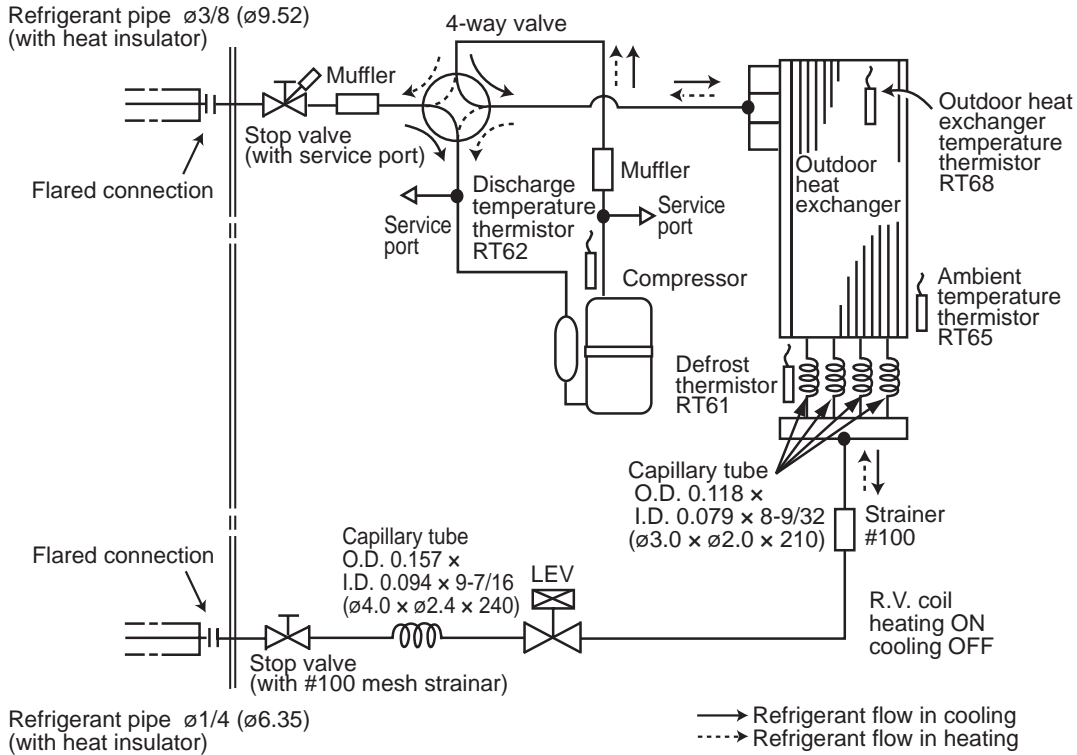 Refrigerant pipe ø3/8 (ø9.52)
(with heat insulator)
4-way valve
Muffler
Stop valve
(with service port)
Flared connection
Service
port
Discharge
temperature
thermistor
RT62
Muffler
Service
port
Compressor
Outdoor
heat
exchanger
Outdoor heat
exchanger
temperature
thermistor
RT68
Ambient
temperature
thermistor
RT65
Defrost
thermistor
RT61
Capillary tube
O.D. 0.118 ×
I.D. 0.079 × 8-9/32
(ø3.0 × ø2.0 × 210)
Strainer
#100
Flared connection
Capillary tube
O.D. 0.157 ×
I.D. 0.094 × 9-7/16
(ø4.0 × ø2.4 × 240)
LEV
R.V. coil
heating ON
cooling OFF
Stop valve
(with #100 mesh strainar)
Refrigerant pipe ø1/4 (ø6.35)
(with heat insulator)
Refrigerant flow in cooling
Refrigerant flow in heating